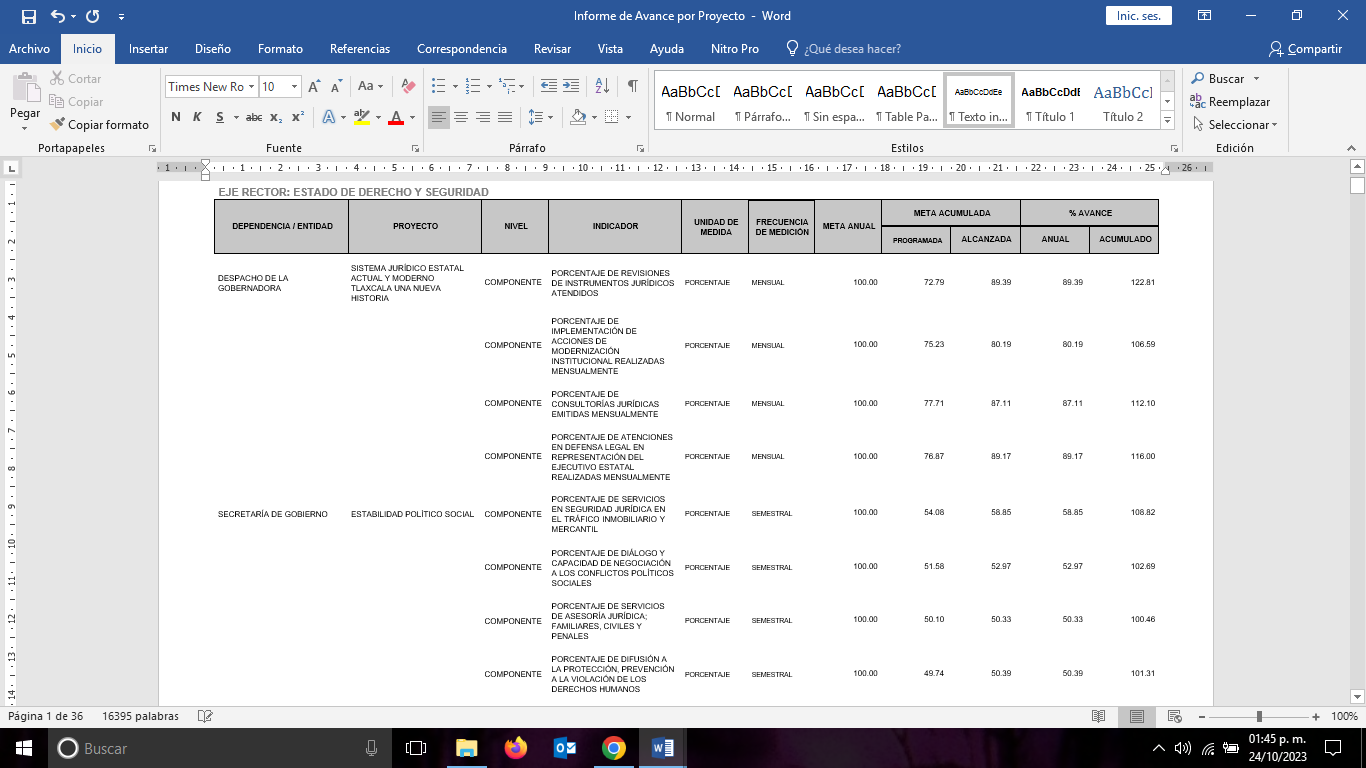 Informe de Avance por Proyecto - Word
Inic. ses.
Archivo Inicio Insertar Diseño Formato Referencias Correspondencia Revisar Vista Ayuda Nitro Pro ¿Qué desea hacer? Compartir
Pegar
Cortar
Copiar
Copiar formato
Portapapeles
Times New Ro 10
N K S abc x₂ x²
Fuente
Párrafo
AaBbCcD AaBbCcD AaBbCcD AaBbCcD AaBbCcDdEe AaBbCcDdE AaBbCcI
¶ Normal ¶ Párrafo... ¶ Sin espa... ¶ Table Pa... ¶ Texto in... ¶ Título 1 Título 2
Estilos
Buscar
Reemplazar
Seleccionar
Edición
EJE RECTOR: ESTADO DE DERECHO Y SEGURIDAD
DEPENDENCIA / ENTIDAD PROYECTO NIVEL INDICADOR UNIDAD DE MEDIDA FRECUENCIA DE MEDICIÓN META ANUAL META ACUMULADA % AVANCE
PROGRAMADA ALCANZADA ANUAL ACUMULADO
DESPACHO DE LA
GOBERNADORA
SISTEMA JURÍDICO ESTATAL
ACTUAL Y MODERNO
TLAXCALA UNA NUEVA
HISTORIA
COMPONENTE
PORCENTAJE DE REVISIONES
DE INSTRUMENTOS JURÍDICOS
ATENDIDOS
PORCENTAJE MENSUAL 100.00 72.79 89.39 89.39 122.81
COMPONENTE
PORCENTAJE DE
IMPLEMENTACIÓN DE
ACCIONES DE
MODERNIZACIÓN
INSTITUCIONAL REALIZADAS
MENSUALMENTE
PORCENTAJE MENSUAL 100.00 75.23 80.19 80.19 106.59
COMPONENTE
PORCENTAJE DE
CONSULTORÍAS JURÍDICAS
EMITIDAS MENSUALMENTE
PORCENTAJE MENSUAL 100.00 77.71 87.11 87.11 112.10
COMPONENTE
PORCENTAJE DE ATENCIONES
EN DEFENSA LEGAL EN
REPRESENTACIÓN DEL
EJECUTIVO ESTATAL
REALIZADAS MENSUALMENTE
PORCENTAJE MENSUAL 100.00 76.87 89.17 89.17 116.00
SECRETARÍA DE GOBIERNO ESTABILIDAD POLÍTICO SOCIAL COMPONENTE
PORCENTAJE DE SERVICIOS
EN SEGURIDAD JURÍDICA EN
EL TRÁFICO INMOBILIARIO Y
MERCANTIL
PORCENTAJE SEMESTRAL 100.00 54.08 58.85 58.85 108.82
COMPONENTE
PORCENTAJE DE DIÁLOGO Y
CAPACIDAD DE NEGOCIACIÓN
A LOS CONFLICTOS POLÍTICOS
SOCIALES
PORCENTAJE SEMESTRAL 100.00 51.58 52.97 52.97 102.69
COMPONENTE
PORCENTAJE DE SERVICIOS
DE ASESORÍA JURÍDICA;
FAMILIARES, CIVILES Y
PENALES
PORCENTAJE SEMESTRAL 100.00 50.10 50.33 50.33 100.46
COMPONENTE
PORCENTAJE DE DIFUSIÓN A
LA PROTECCIÓN, PREVENCIÓN
A LA VIOLACIÓN DE LOS
DERECHOS HUMANOS
PORCENTAJE SEMESTRAL 100.00 49.74 50.39 50.39 101.31
Página 1 de 36 16395 palabras 100%
Buscar
01:45 p. m.
24/10/2023